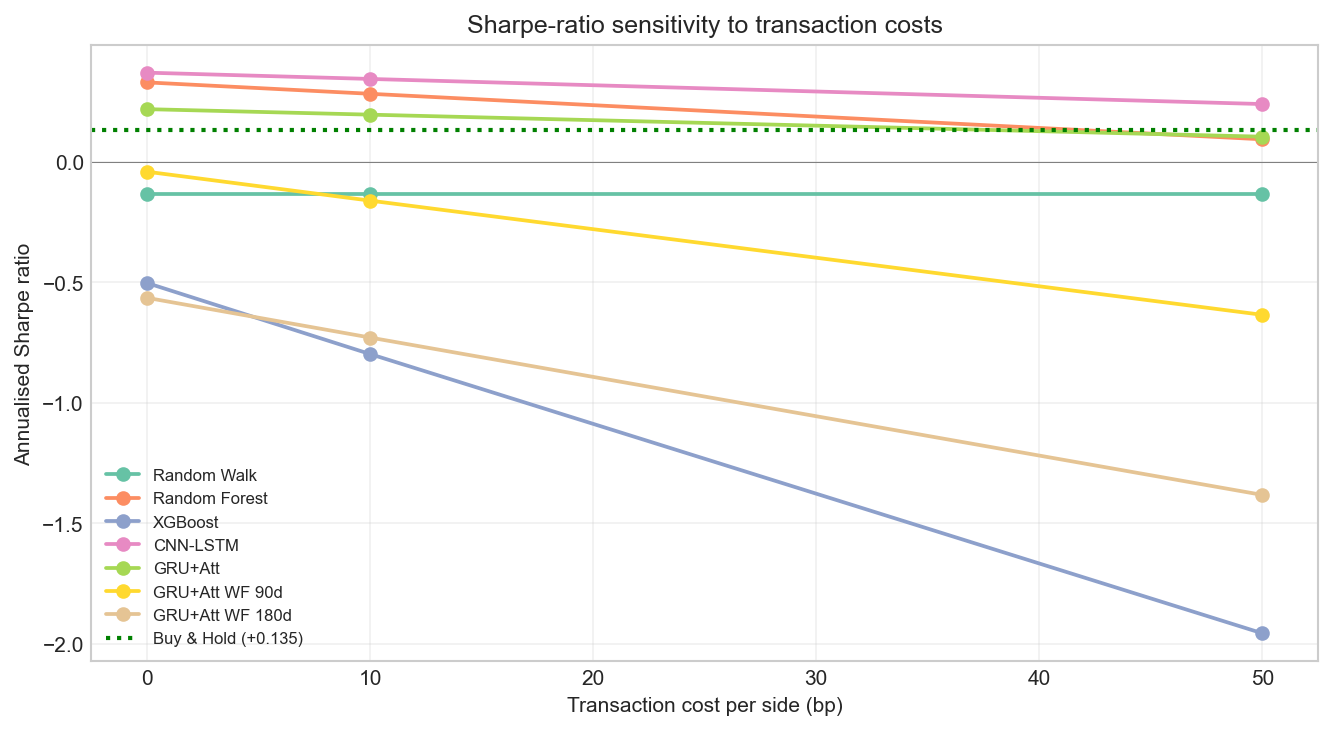 Sharpe-ratio sensitivity to transaction costs
Annualised Sharpe ratio
0.0
−0.5
−1.0
−1.5
−2.0
Random Walk
Random Forest
XGBoost
CNN-LSTM
GRU+Att
GRU+Att WF 90d
GRU+Att WF 180d
Buy & Hold (+0.135)
0 10 20 30 40 50
Transaction cost per side (bp)